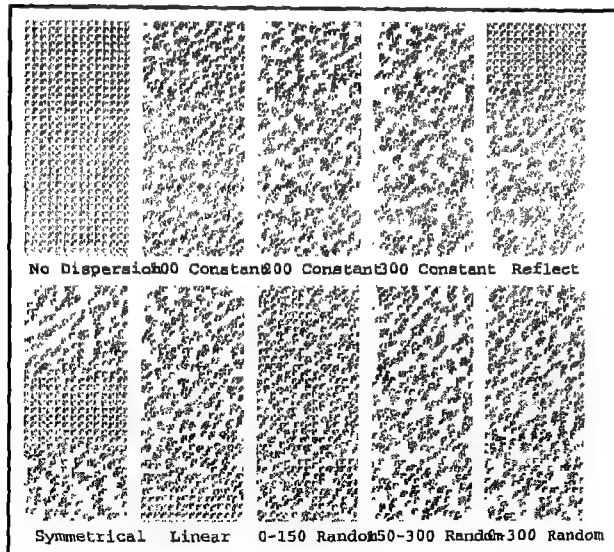 No Dispersion 100 Constant 200 Constant 300 Constant Reflect
Symmetrical Linear 0-150 Random 150-300 Random 0-300 Random